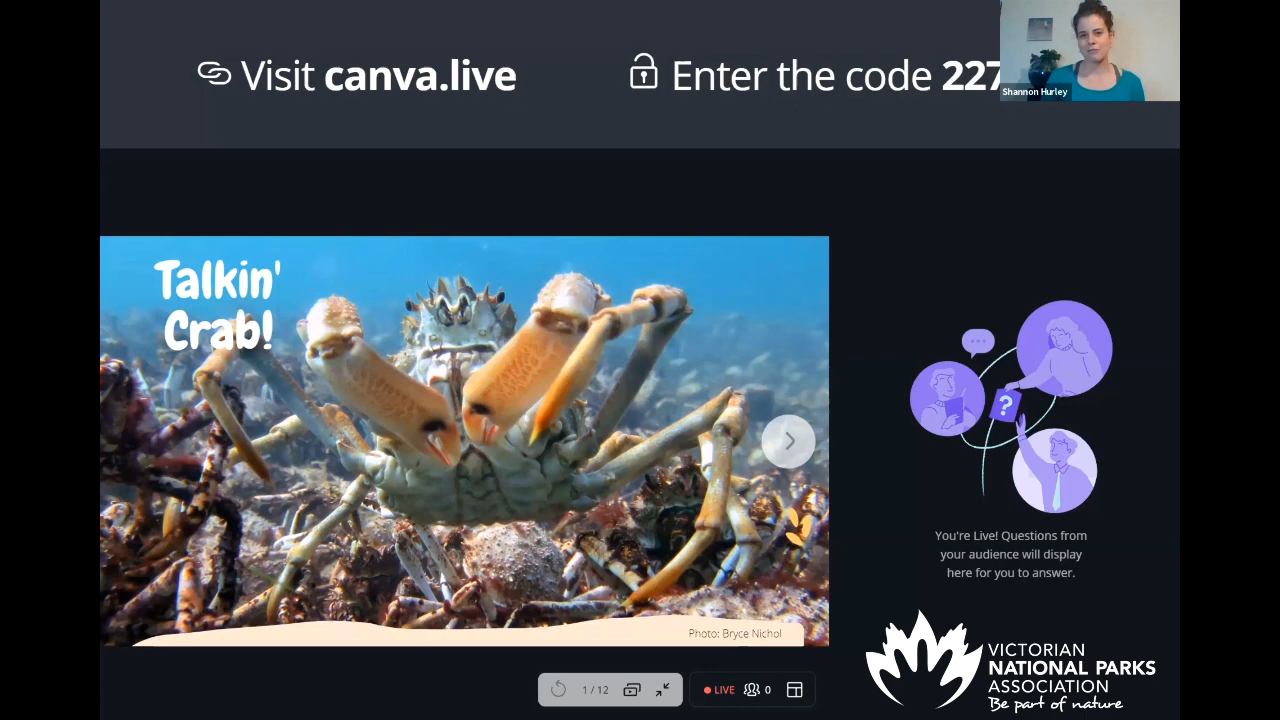 Visit canva.live
Enter the code 227
Shannon Hurley
Talkin'
Crab!
?
You're Live! Questions from
your audience will display
here for you to answer.
Photo: Bryce Nichol
VICTORIAN
NATIONAL PARKS
ASSOCIATION
Be part of nature
1 / 12
LIVE
0